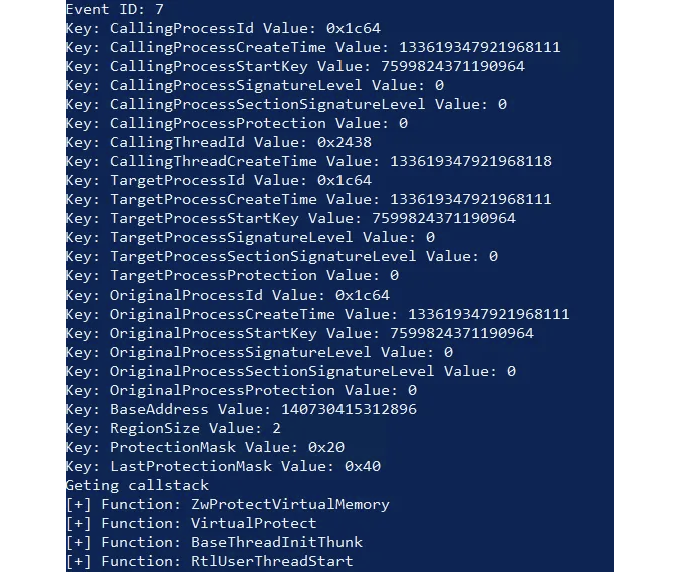 Event ID: 7
Key: CallingProcessId Value: 0x1c64
Key: CallingProcessCreateTime Value: 133619347921968111
Key: CallingProcessStartKey Value: 7599824371190964
Key: CallingProcessSignatureLevel Value: 0
Key: CallingProcessSectionSignatureLevel Value: 0
Key: CallingProcessProtection Value: 0
Key: CallingThreadId Value: 0x2438
Key: CallingThreadCreateTime Value: 133619347921968118
Key: TargetProcessId Value: 0x1c64
Key: TargetProcessCreateTime Value: 133619347921968111
Key: TargetProcessStartKey Value: 7599824371190964
Key: TargetProcessSignatureLevel Value: 0
Key: TargetProcessSectionSignatureLevel Value: 0
Key: TargetProcessProtection Value: 0
Key: OriginalProcessId Value: 0x1c64
Key: OriginalProcessCreateTime Value: 133619347921968111
Key: OriginalProcessStartKey Value: 7599824371190964
Key: OriginalProcessSignatureLevel Value: 0
Key: OriginalProcessSectionSignatureLevel Value: 0
Key: OriginalProcessProtection Value: 0
Key: BaseAddress Value: 140730415312896
Key: RegionSize Value: 2
Key: ProtectionMask Value: 0x20
Key: LastProtectionMask Value: 0x40
Geting callstack
[+] Function: ZwProtectVirtualMemory
[+] Function: VirtualProtect
[+] Function: BaseThreadInitThunk
[+] Function: RtlUserThreadStart